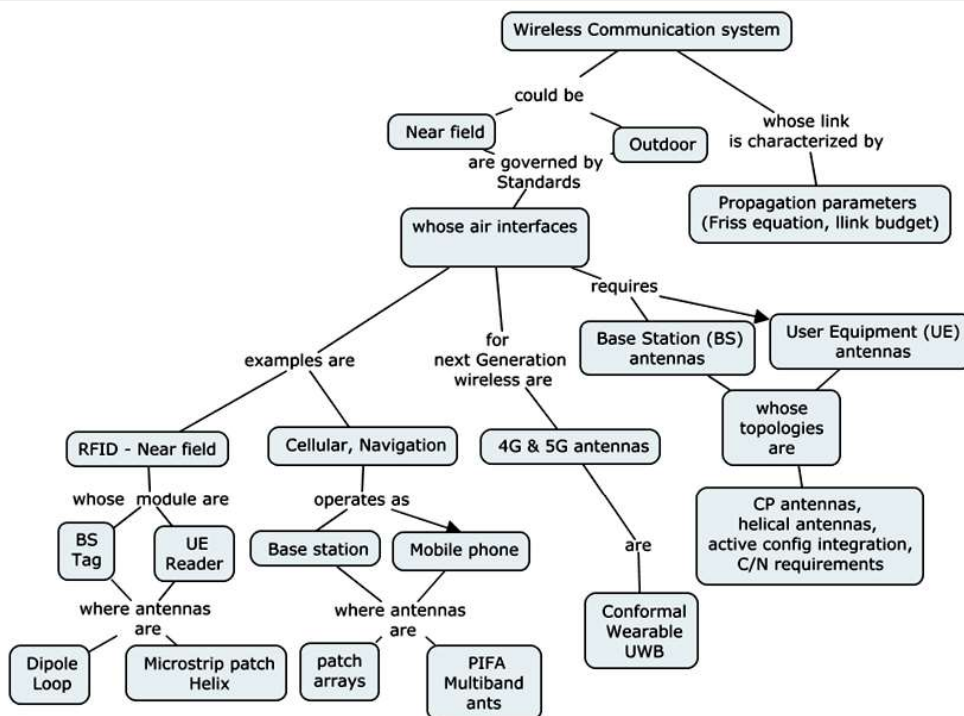 Wireless Communication system
could be
whose link
is characterized by
Near field
Outdoor
are governed by
Standards
Propagation parameters
(Friss equation, llink budget)
whose air interfaces
requires
for
next Generation
wireless are
examples are
Base Station (BS)
antennas
User Equipment (UE)
antennas
whose
topologies
are
RFID - Near field
Cellular, Navigation
4G & 5G antennas
whose module are
operates as
CP antennas,
helical antennas,
active config integration,
C/N requirements
BS
Tag
UE
Reader
Base station
Mobile phone
are
where antennas
are
where antennas
are
Conformal
Wearable
UWB
Dipole
Loop
Microstrip patch
Helix
patch
arrays
PIFA
Multiband
ants